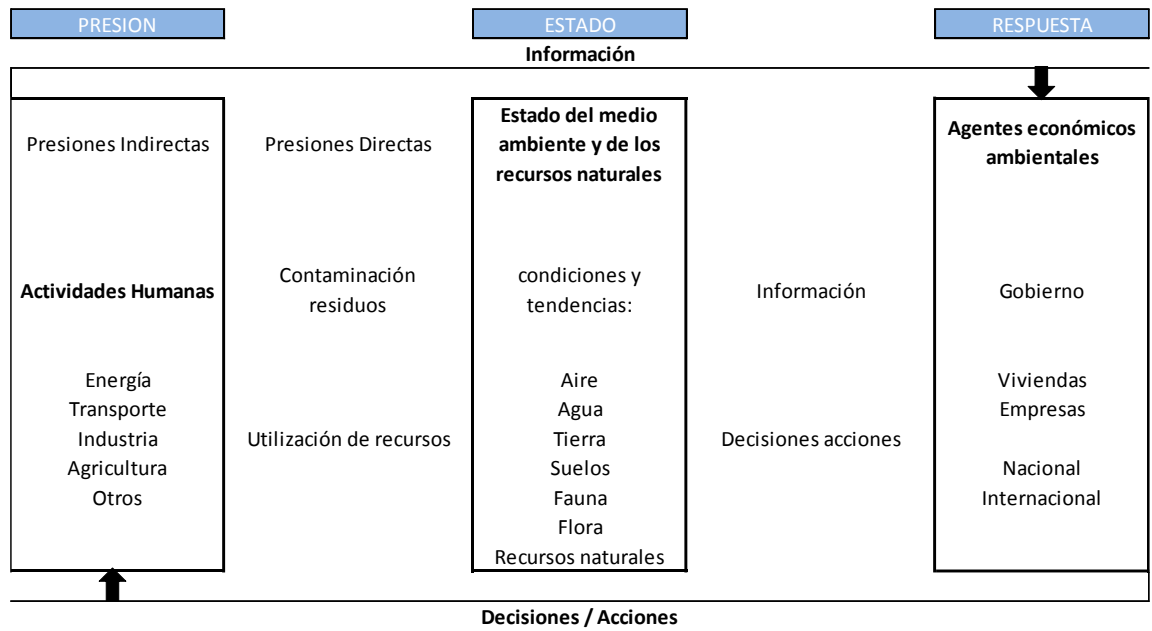 PRESION
ESTADO
RESPUESTA
Información
Presiones Indirectas
Actividades Humanas
Energía
Transporte
Industria
Agricultura
Otros
Presiones Directas
Contaminación
residuos
Utilización de recursos
Estado del medio
ambiente y de los
recursos naturales
condiciones y
tendencias:
Aire
Agua
Tierra
Suelos
Fauna
Flora
Recursos naturales
Información
Decisiones acciones
Agentes económicos
ambientales
Gobierno
Viviendas
Empresas
Nacional
Internacional
Decisiones / Acciones